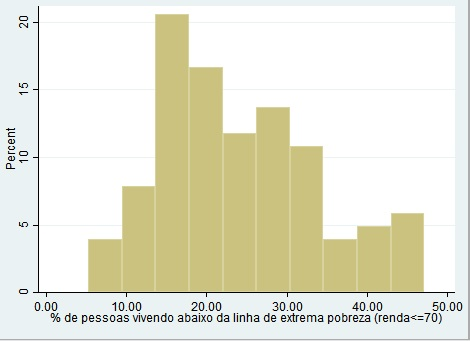 Percent
20
15
10
5
0
0.00 10.00 20.00 30.00 40.00 50.00
% de pessoas vivendo abaixo da linha de extrema pobreza (renda<=70)